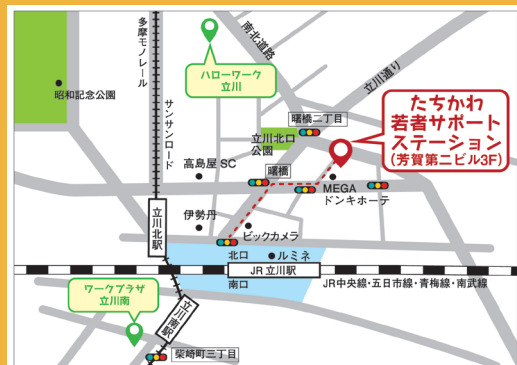 多摩モノレール
サンサンロード
昭和記念公園
ハローワーク
立川
南北道路
立川通り
たちかわ
若者サポート
ステーション
(芳賀第二ビル3F)
曙橋二丁目
立川北口
公園
高島屋 SC
曙橋
MEGA
ドンキホーテ
伊勢丹
ビックカメラ
立川北駅
北口
ルミネ
JR 立川駅
南口
JR中央線・五日市線・青梅線・南武線
ワークプラザ
立川南
立川南駅
柴崎町三丁目